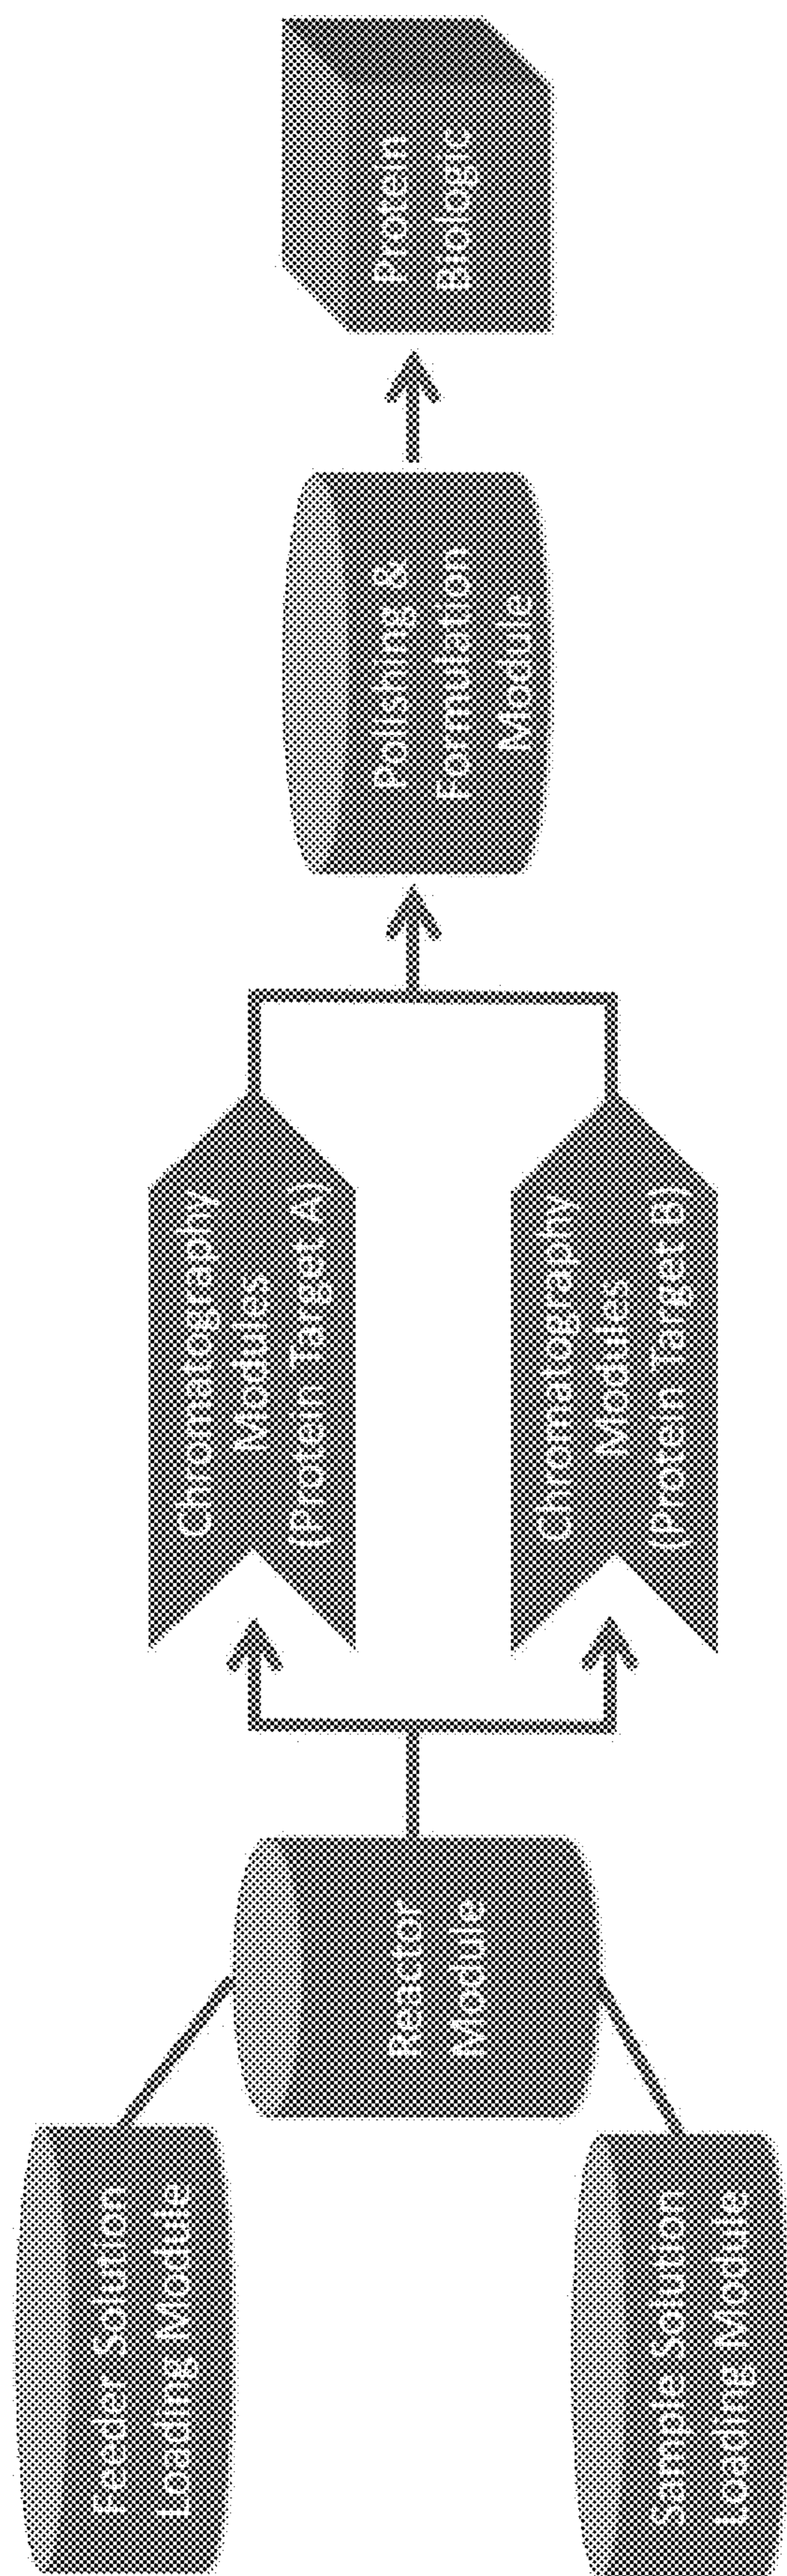 Feeder Solution
Loading Module
Sample Solution
Loading Module
Reactor
Module
Chromatography
Modules
(Protein Target A)
Chromatography
Modules
(Protein Target B)
Polishing &
Formulation
Module
Protein
Biologic